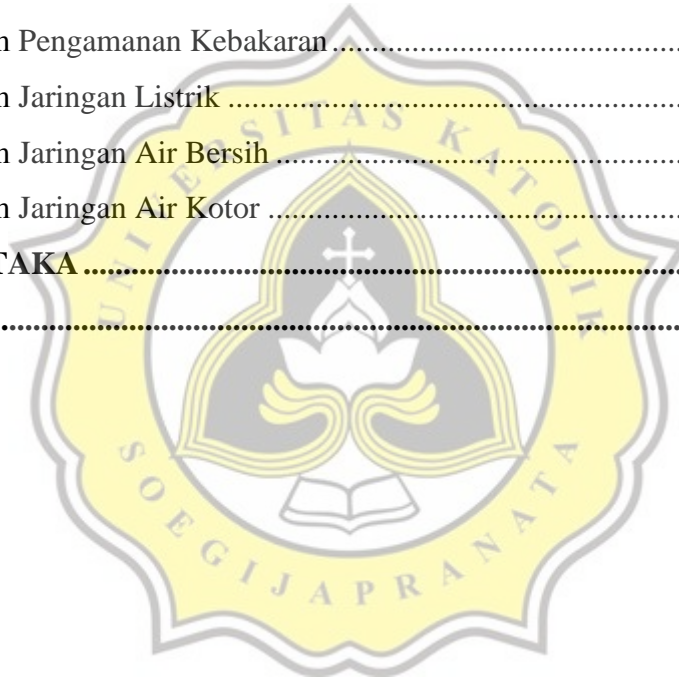 n Pengamanan Kebakaran ........................................................
n Jaringan Listrik ........................................................
n Jaringan Air Bersih ........................................................
n Jaringan Air Kotor ........................................................
TAKA ........................................................
........................................................
UNIVERSITAS KATOLIK
SOEGIJAPRANATA